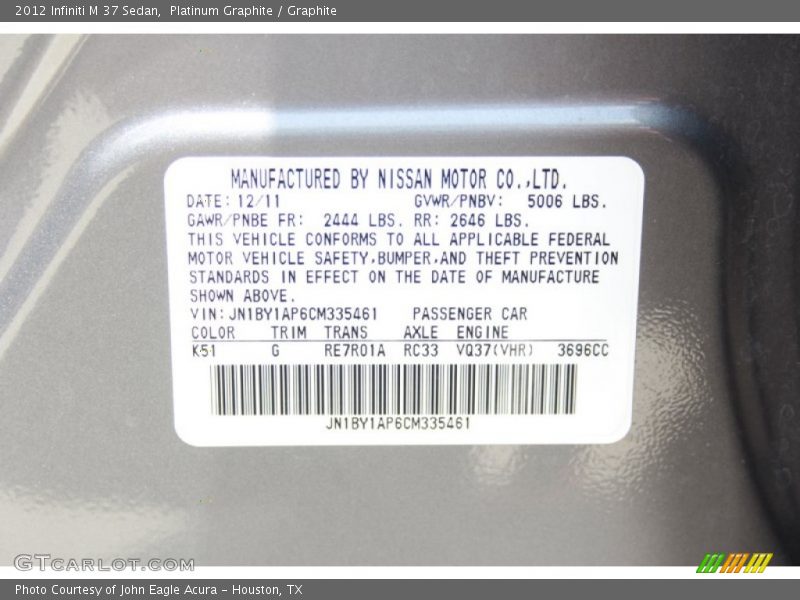 2012 Infiniti M 37 Sedan,  Platinum Graphite / Graphite
MANUFACTURED BY NISSAN MOTOR CO.,LTD.
DATE: 12/11 GVWR/PNBV: 5006 LBS.
GAWR/PNBE FR: 2444 LBS. RR: 2646 LBS.
THIS VEHICLE CONFORMS TO ALL APPLICABLE FEDERAL
MOTOR VEHICLE SAFETY,BUMPER,AND THEFT PREVENTION
STANDARDS IN EFFECT ON THE DATE OF MANUFACTURE
SHOWN ABOVE.
VIN: JN1BY1AP6CM335461 PASSENGER CAR
COLOR TRIM TRANS AXLE ENGINE
K51 G RE7R01A RC33 VQ37(VHR) 3696CC
JN1BY1AP6CM335461
GTCARLOT.COM
Photo Courtesy of John Eagle Acura - Houston, TX